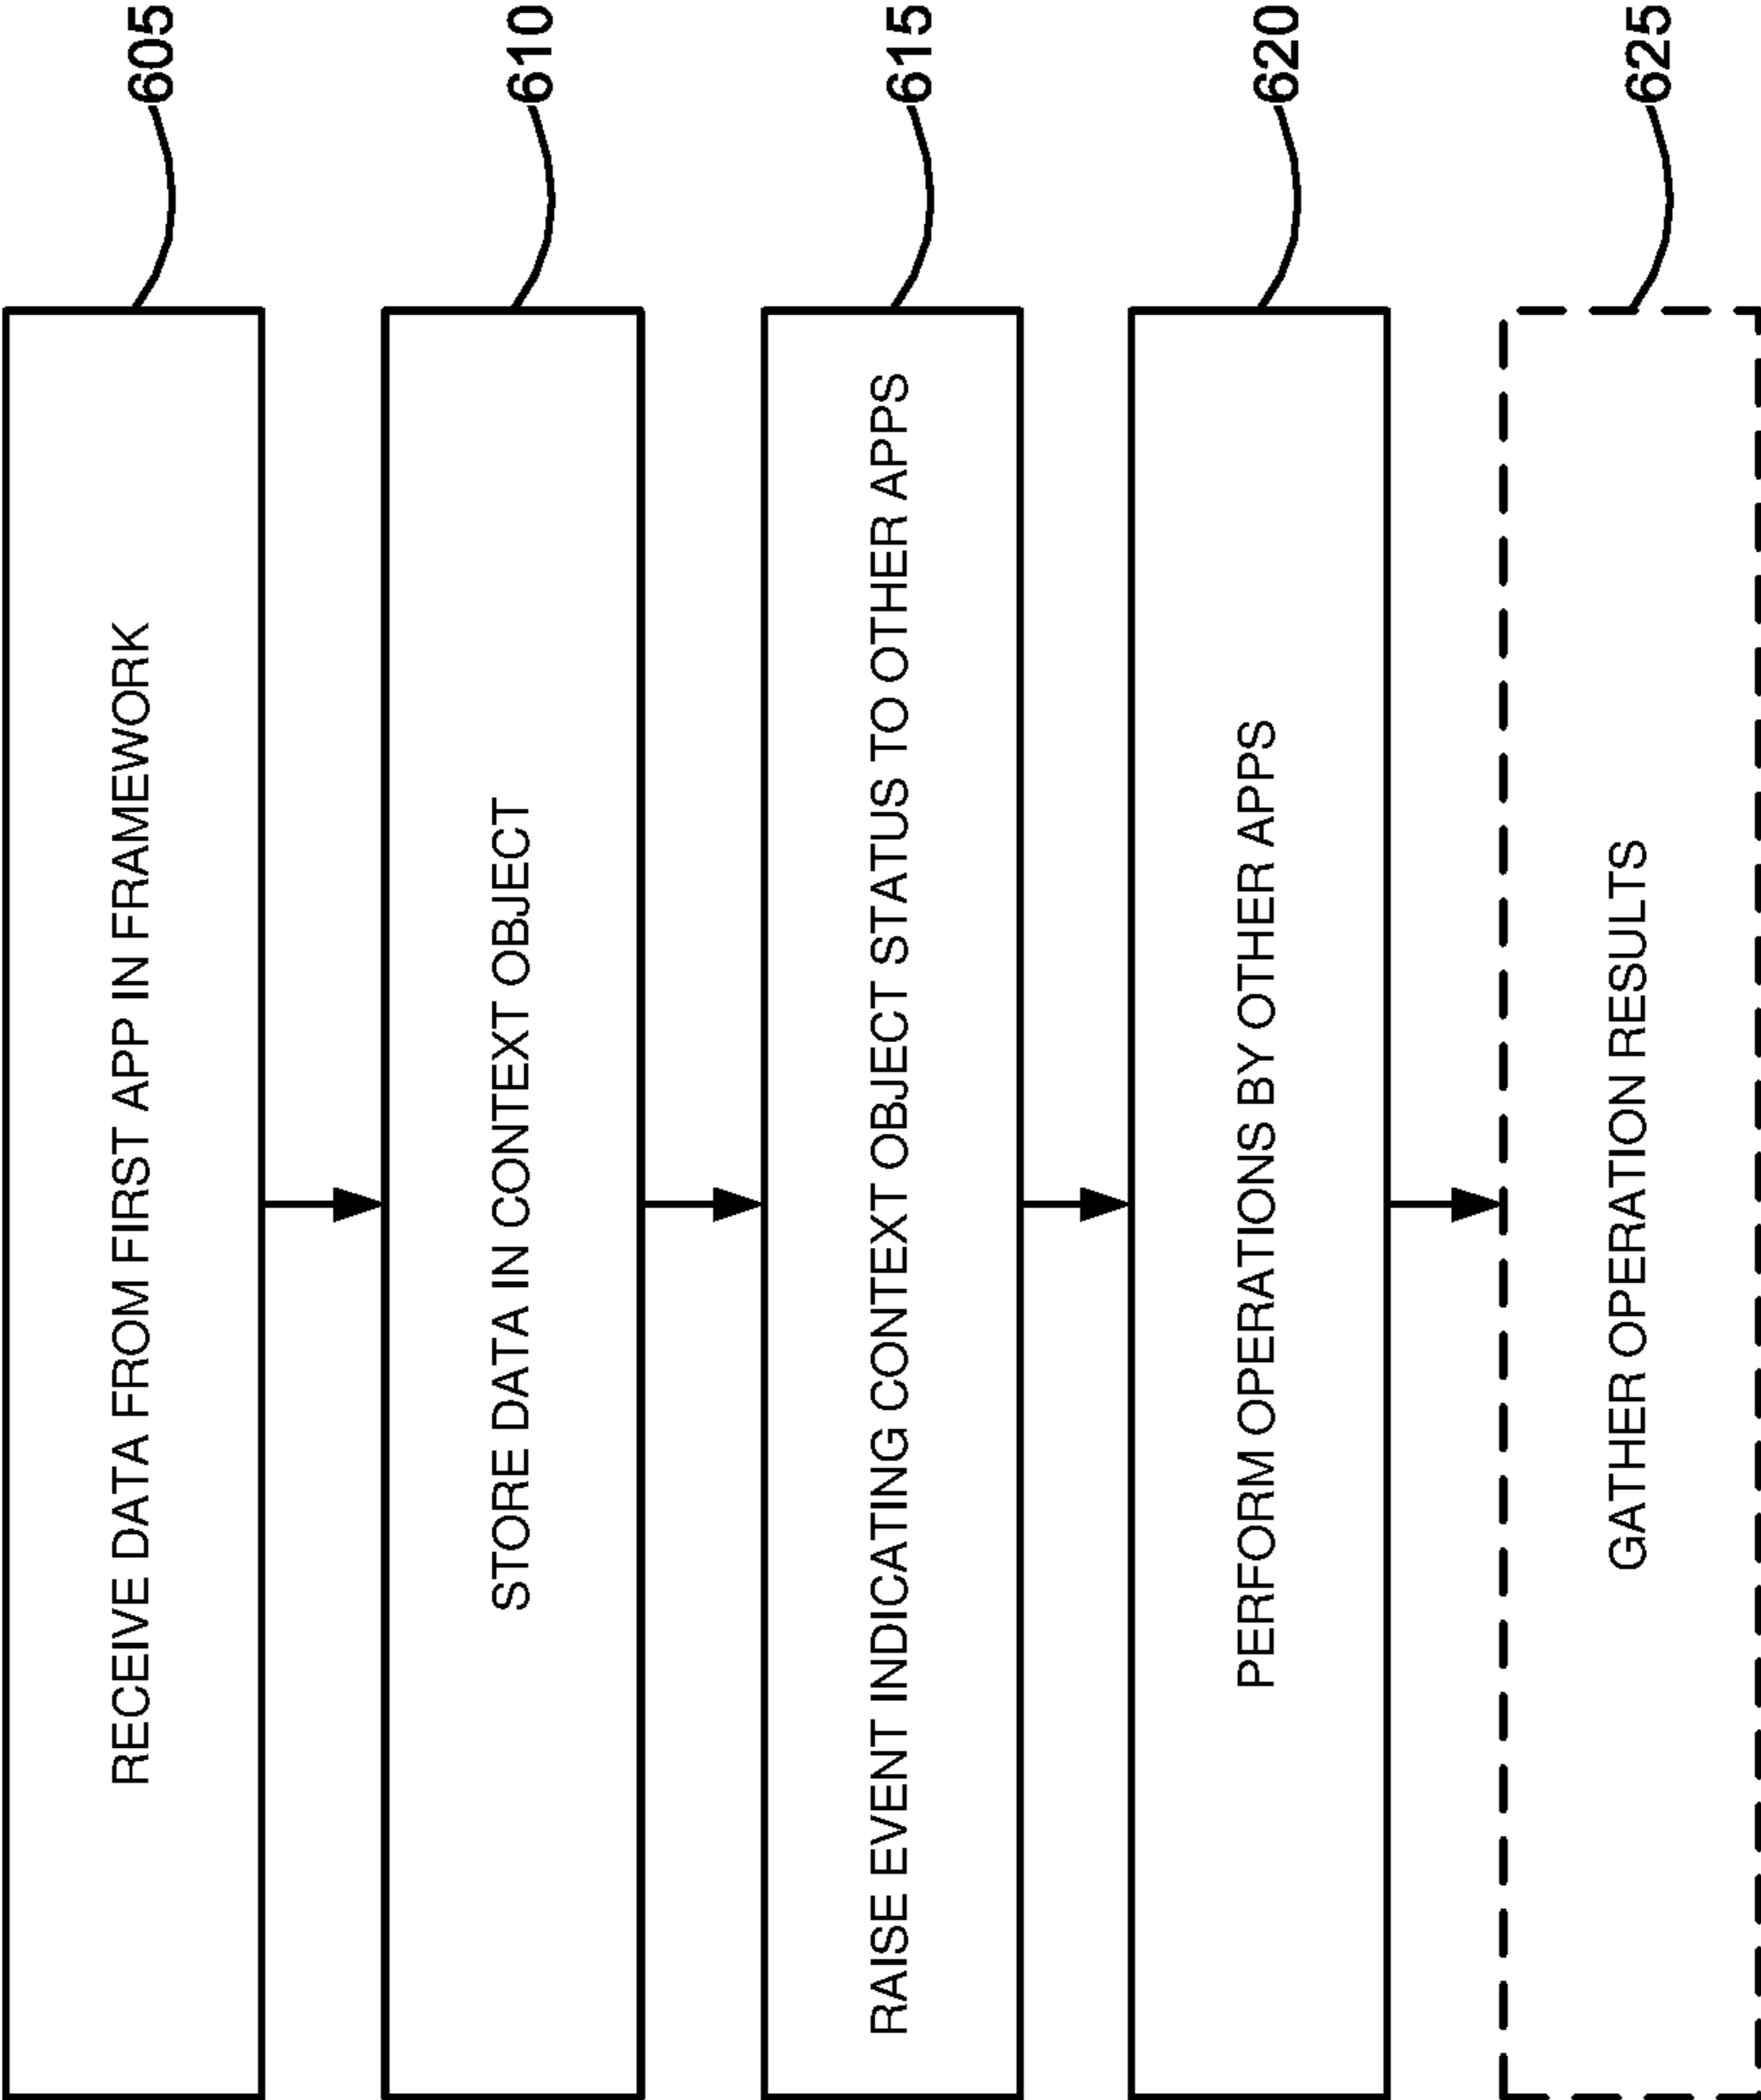 RECEIVE DATA FROM FIRST APP IN FRAMEWORK
605
STORE DATA IN CONTEXT OBJECT
610
RAISE EVENT INDICATING CONTEXT OBJECT STATUS TO OTHER APPS
615
PERFORM OPERATIONS BY OTHER APPS
620
GATHER OPERATION RESULTS
625